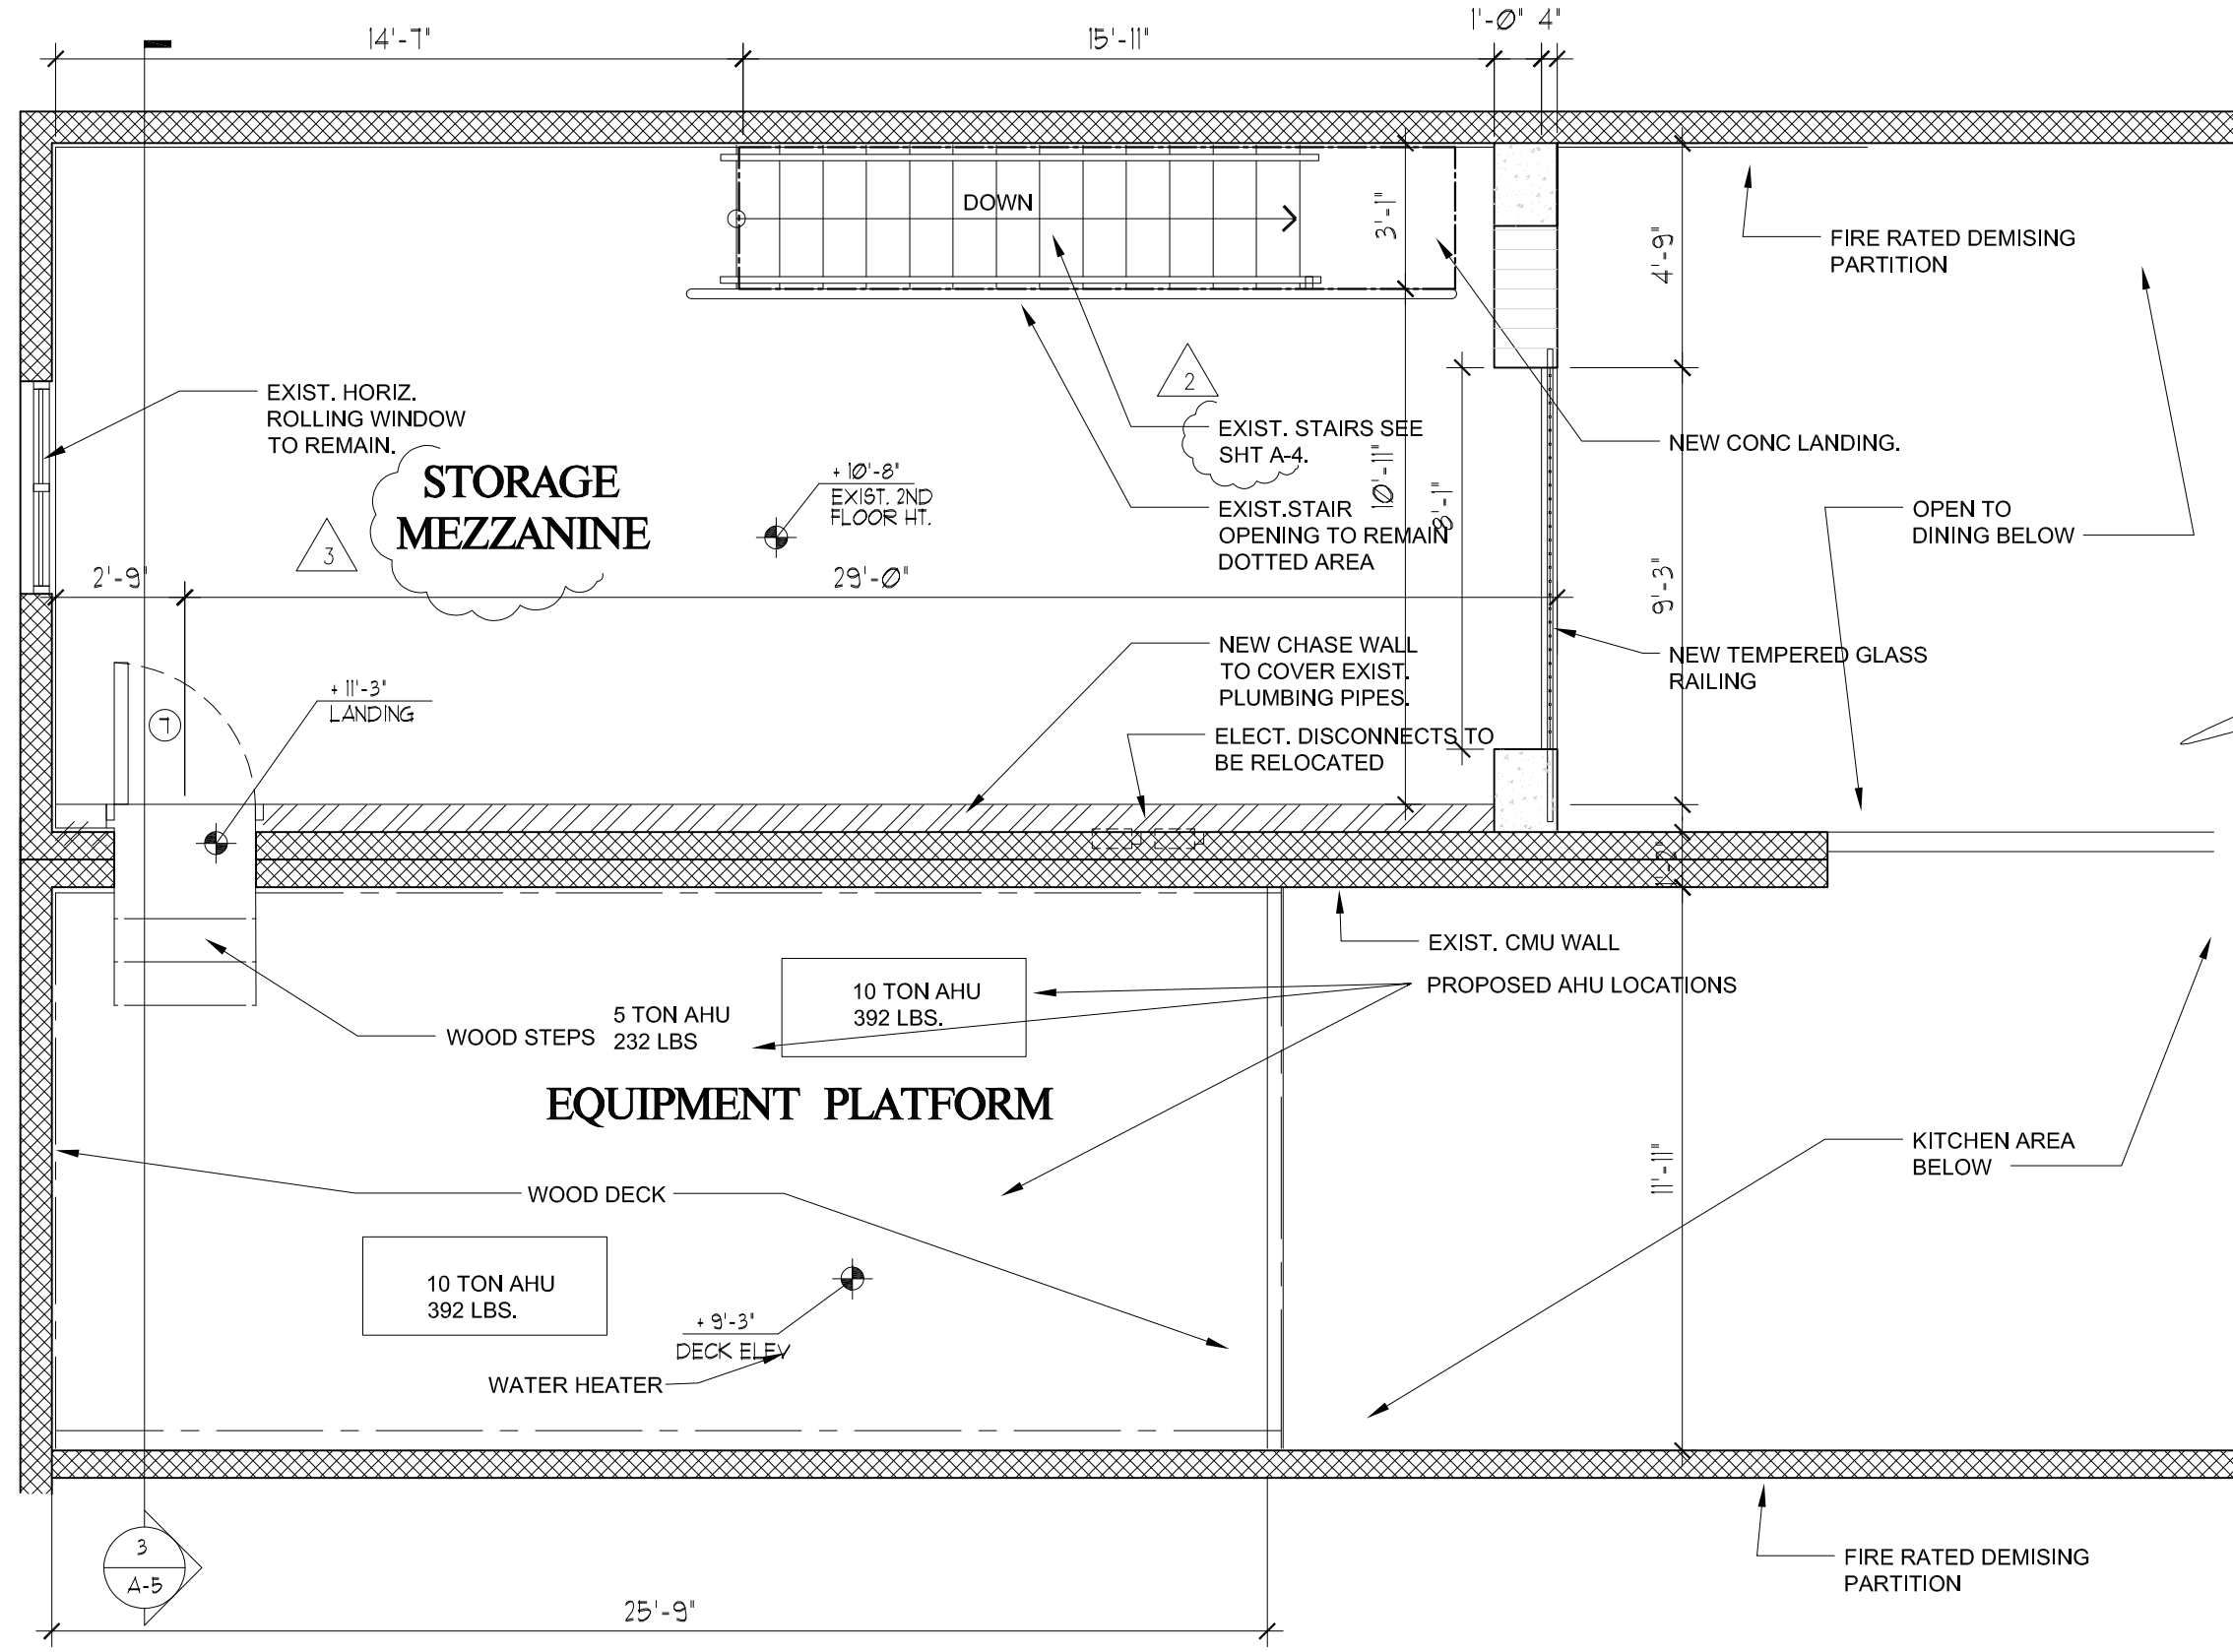 14'-7"
15'-11"
1'-0" 4"
DOWN
3'-1"
4'-9"
FIRE RATED DEMISING
PARTITION
EXIST. HORIZ.
ROLLING WINDOW
TO REMAIN.
2
EXIST. STAIRS SEE
SHT A-4.
NEW CONC LANDING.
STORAGE
MEZZANINE
3
+ 10'-8"
EXIST. 2ND
FLOOR HT.
10'-11"
8'-1"
EXIST.STAIR
OPENING TO REMAIN
DOTTED AREA
OPEN TO
DINING BELOW
2'-9"
29'-0"
9'-3"
NEW CHASE WALL
TO COVER EXIST.
PLUMBING PIPES.
NEW TEMPERED GLASS
RAILING
+ 11'-3"
LANDING
7
ELECT. DISCONNECTS TO
BE RELOCATED
1'-2"
EXIST. CMU WALL
PROPOSED AHU LOCATIONS
10 TON AHU
392 LBS.
5 TON AHU
232 LBS
WOOD STEPS
EQUIPMENT PLATFORM
KITCHEN AREA
BELOW
11'-11"
WOOD DECK
10 TON AHU
392 LBS.
+ 9'-3"
DECK ELEV
WATER HEATER
3
A-5
FIRE RATED DEMISING
PARTITION
25'-9"